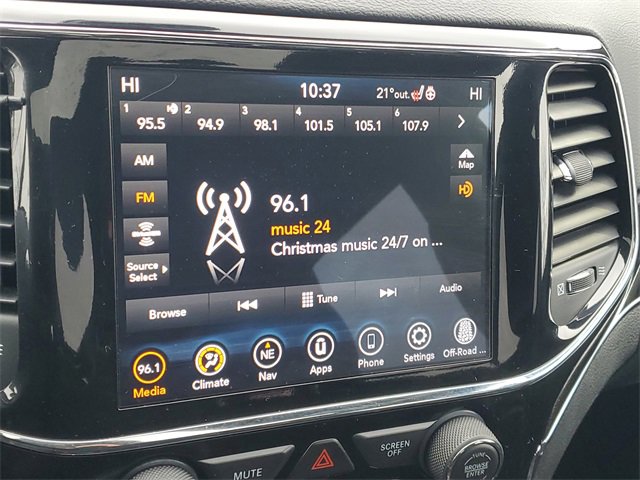 HI 10:37 21°out. HI
1 2 3 4 5 6
95.5 94.9 98.1 101.5 105.1 107.9
AM
Map
FM
HD
96.1
music 24
Christmas music 24/7 on ...
Source
Select
Browse Tune Audio
96.1 NE
Media Climate Nav Apps Phone Settings Off-Road ...
MUTE
SCREEN
OFF
TUNE
BROWSE
ENTER